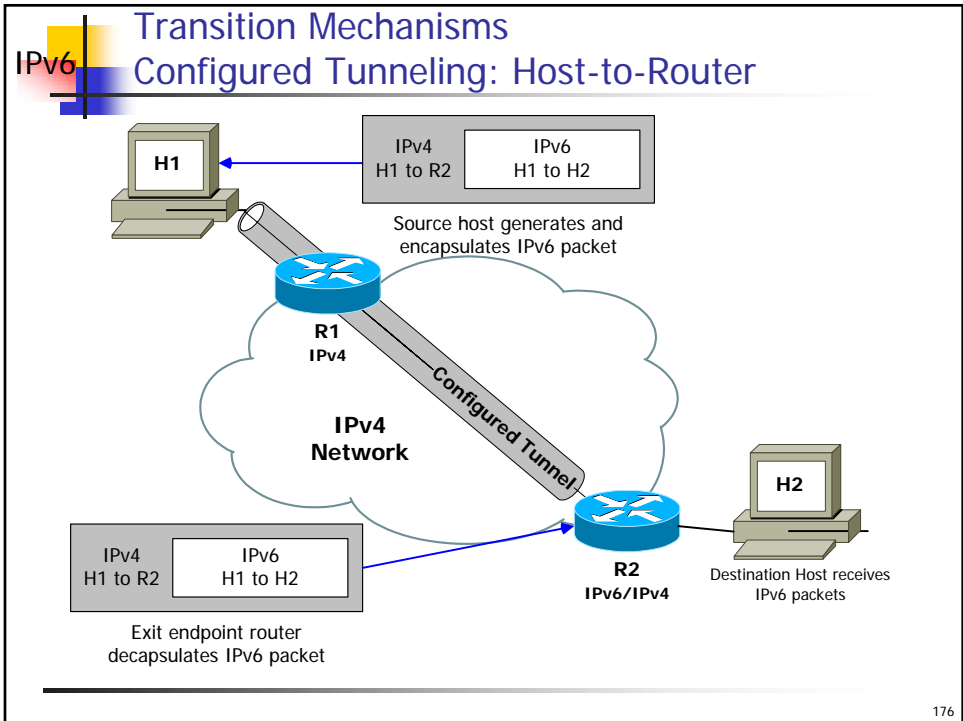 IPv6
Transition Mechanisms
Configured Tunneling: Host-to-Router
H1
IPv4
H1 to R2
IPv6
H1 to H2
Source host generates and
encapsulates IPv6 packet
R1
IPv4
Configured Tunnel
IPv4
Network
H2
IPv4
H1 to R2
IPv6
H1 to H2
R2
IPv6/IPv4
Destination Host receives
IPv6 packets
Exit endpoint router
decapsulates IPv6 packet
176